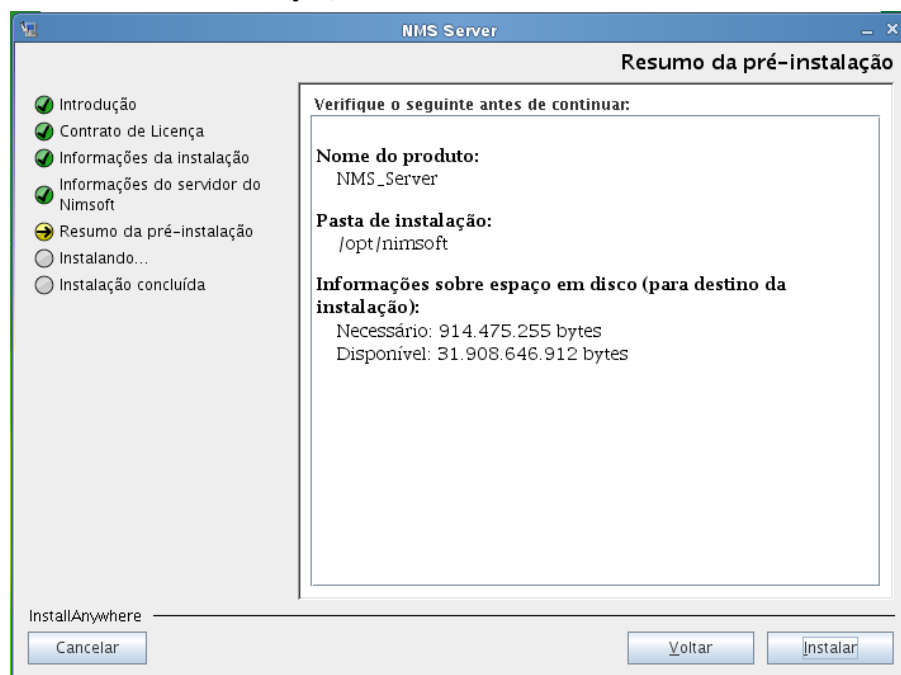 NMS Server
Resumo da pré-instalação
Introdução
Contrato de Licença
Informações da instalação
Informações do servidor do
Nimsoft
Resumo da pré-instalação
Instalando...
Instalação concluída
Verifique o seguinte antes de continuar:
Nome do produto:
NMS_Server
Pasta de instalação:
/opt/nimsoft
Informações sobre espaço em disco (para destino da
instalação):
Necessário: 914.475.255 bytes
Disponível: 31.908.646.912 bytes
InstallAnywhere
Cancelar
Voltar
Instalar